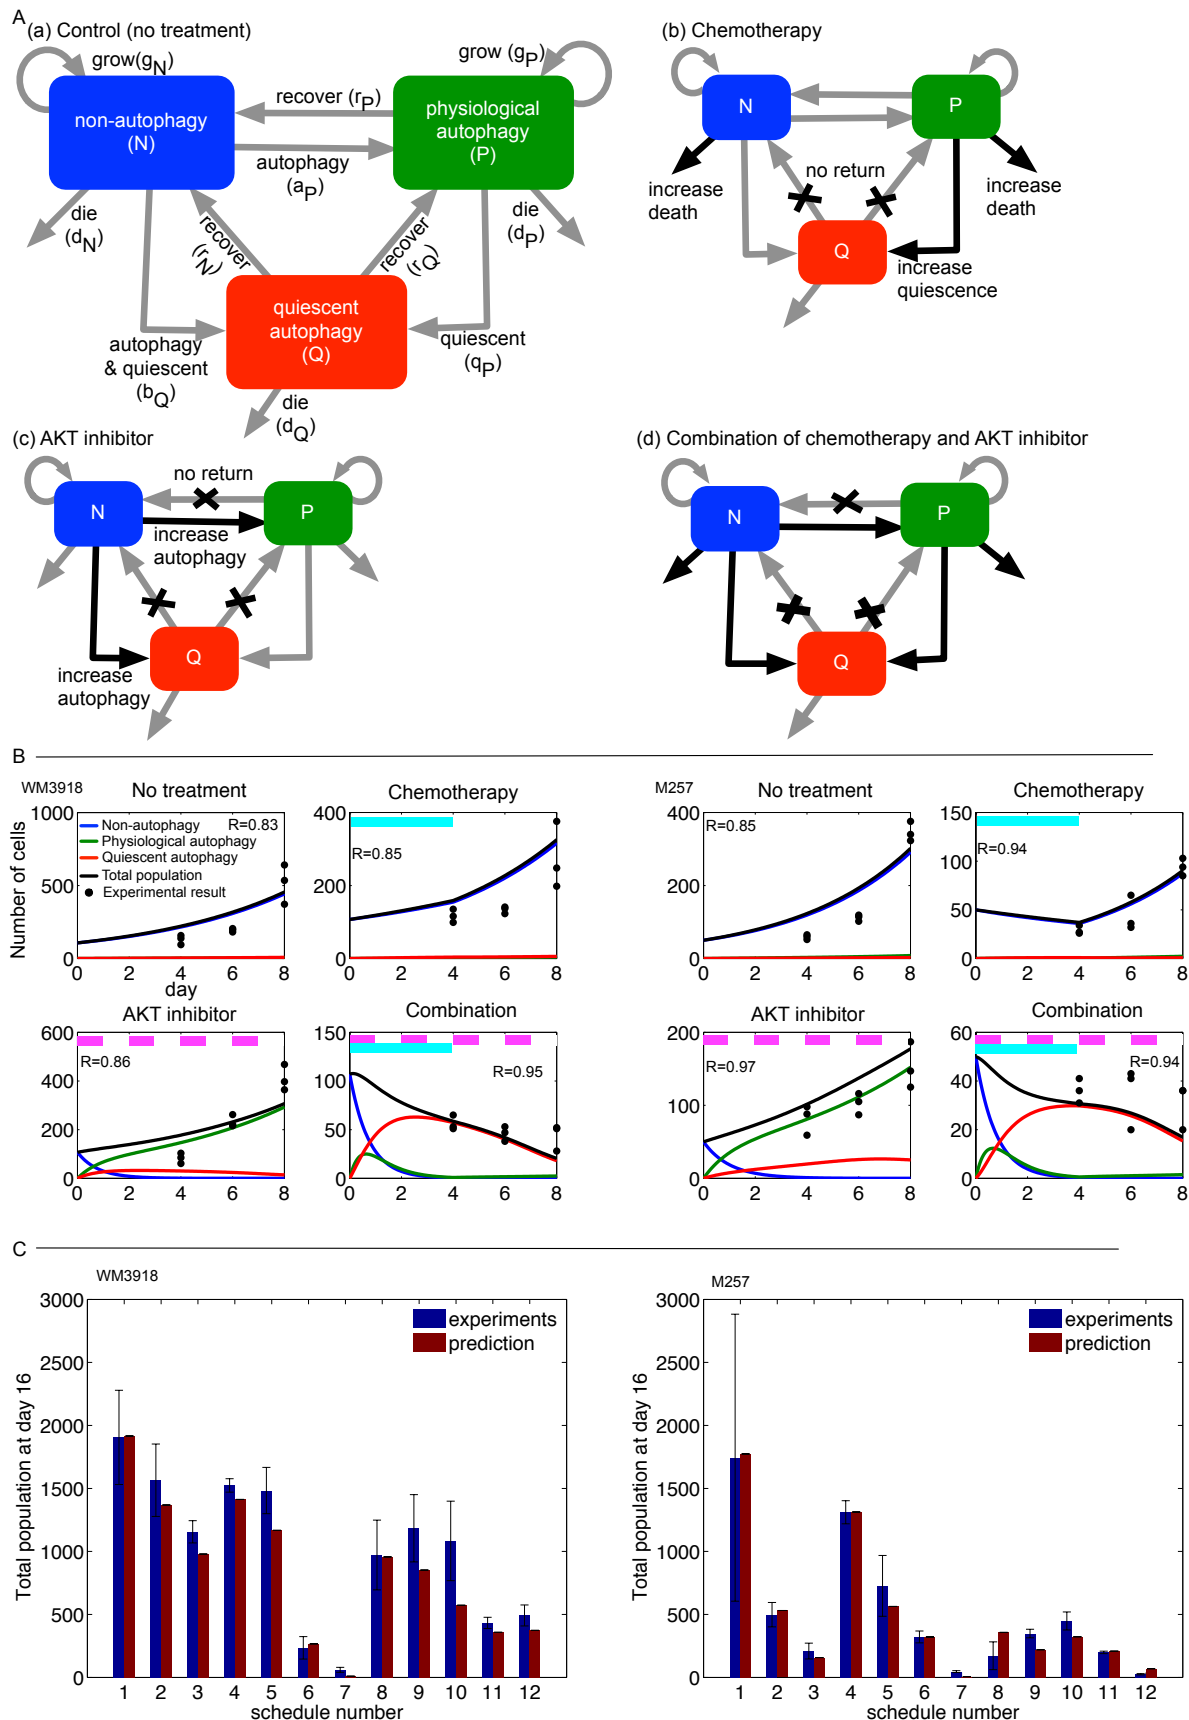 A
(a) Control (no treatment)
grow(gN)
grow (gP)
non-autophagy
(N)
recover (rP)
physiological
autophagy
(P)
autophagy
(aP)
die
(dN)
recover
(rN)
recover
(rQ)
die
(dP)
quiescent
autophagy
(Q)
autophagy
& quiescent
(bQ)
quiescent
(qP)
die
(dQ)
(b) Chemotherapy
N
P
no return
increase
death
increase
death
Q
increase
quiescence
(c) AKT inhibitor
no return
N
P
increase
autophagy
Q
increase
autophagy
(d) Combination of chemotherapy and AKT inhibitor
N
P
Q
B
WM3918
No treatment
Number of cells
1000
500
0
Non-autophagy
R=0.83
Physiological autophagy
Quiescent autophagy
Total population
Experimental result
0 2 4 6 8
day
Chemotherapy
400
200
0
R=0.85
0 2 4 6 8
M257
No treatment
400
200
0
R=0.85
0 2 4 6 8
Chemotherapy
150
100
50
0
R=0.94
0 2 4 6 8
AKT inhibitor
600
400
200
0
R=0.86
0 2 4 6 8
Combination
150
100
50
0
R=0.95
0 2 4 6 8
AKT inhibitor
200
100
0
R=0.97
0 2 4 6 8
Combination
60
40
20
0
R=0.94
0 2 4 6 8
C
WM3918
Total population at day 16
3000
2500
2000
1500
1000
500
0
experiments
prediction
1 2 3 4 5 6 7 8 9 10 11 12
schedule number
M257
Total population at day 16
3000
2500
2000
1500
1000
500
0
experiments
prediction
1 2 3 4 5 6 7 8 9 10 11 12
schedule number